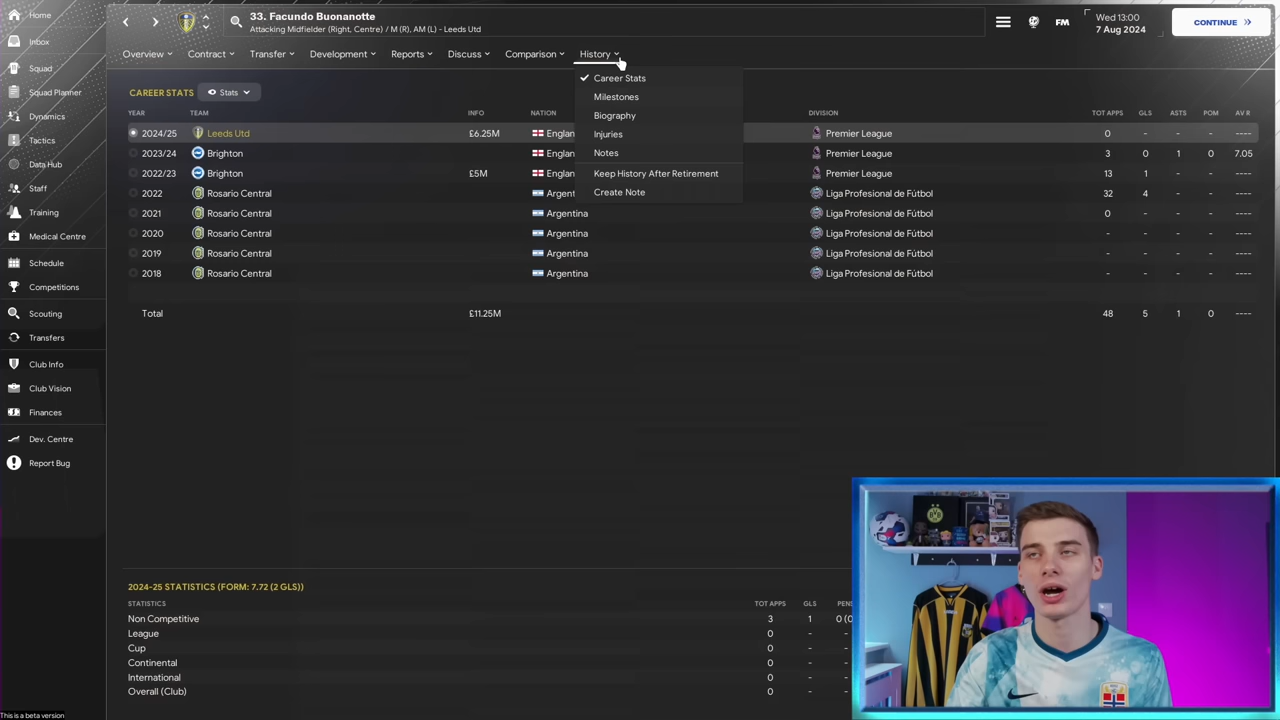 Home
Inbox
Squad
Squad Planner
Dynamics
Tactics
Data Hub
Staff
Training
Medical Centre
Schedule
Competitions
Scouting
Transfers
Club Info
Club Vision
Finances
Dev. Centre
Report Bug
This is a beta version
33. Facundo Buonanotte
Attacking Midfielder (Right, Centre) / M (R), AM (L) - Leeds Utd
FM
Wed 13:00
7 Aug 2024
CONTINUE
Overview Contract Transfer Development Reports Discuss Comparison History
Career Stats
Milestones
Biography
Injuries
Notes
Keep History After Retirement
Create Note
CAREER STATS Stats
YEAR TEAM INFO NATION DIVISION TOT APPS GLS ASTS POM AV R
2024/25 Leeds Utd £6.25M Englan Premier League 0 - - - ----
2023/24 Brighton Englan Premier League 3 0 1 0 7.05
2022/23 Brighton £5M Englan Premier League 13 1 - - ----
2022 Rosario Central Argent Liga Profesional de Fútbol 32 4 - - ----
2021 Rosario Central Argentina Liga Profesional de Fútbol 0 - - - ----
2020 Rosario Central Argentina Liga Profesional de Fútbol - - - - ----
2019 Rosario Central Argentina Liga Profesional de Fútbol - - - - ----
2018 Rosario Central Argentina Liga Profesional de Fútbol - - - - ----
Total £11.25M 48 5 1 0 ----
2024-25 STATISTICS (FORM: 7.72 (2 GLS))
STATISTICS TOT APPS GLS PENS
Non Competitive 3 1 0 (0
League 0 - -
Cup 0 - -
Continental 0 - -
International 0 - -
Overall (Club) 0 - -
BVB
09